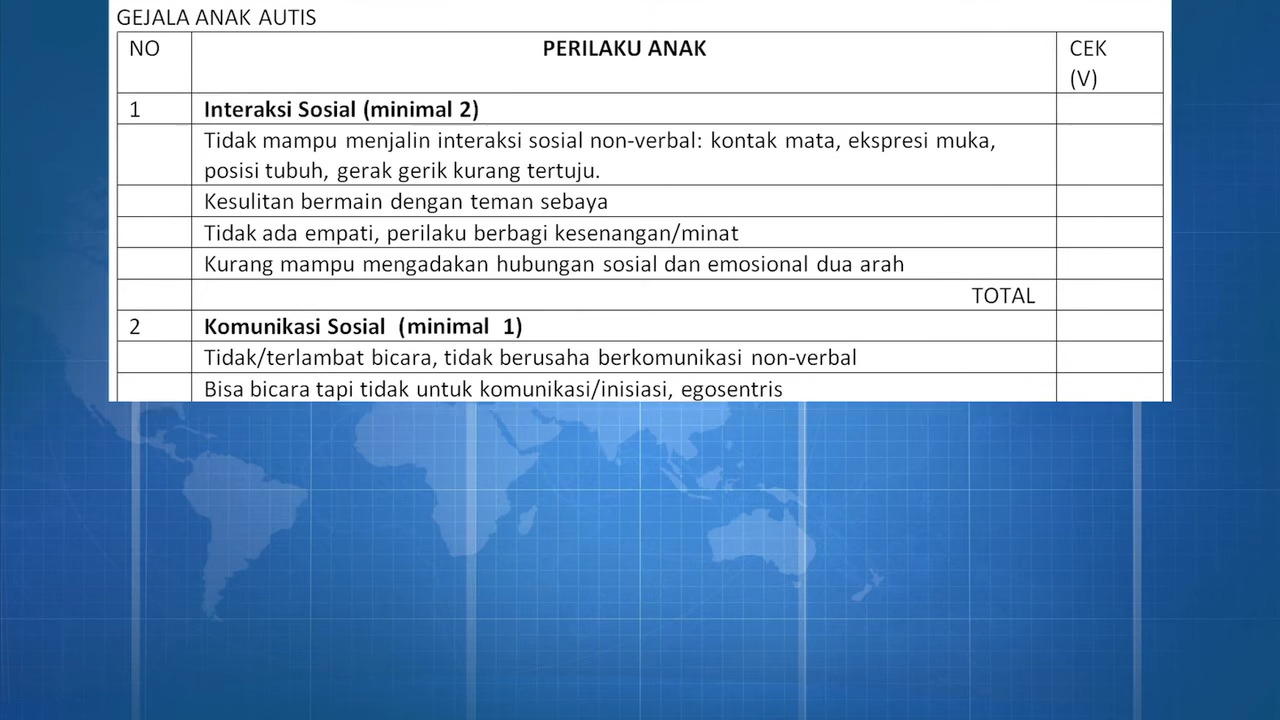 GEJALA ANAK AUTIS
NO PERILAKU ANAK CEK
(V)
1 Interaksi Sosial (minimal 2)
Tidak mampu menjalin interaksi sosial non-verbal: kontak mata, ekspresi muka,
posisi tubuh, gerak gerik kurang tertuju.
Kesulitan bermain dengan teman sebaya
Tidak ada empati, perilaku berbagi kesenangan/minat
Kurang mampu mengadakan hubungan sosial dan emosional dua arah
TOTAL
2 Komunikasi Sosial (minimal 1)
Tidak/terlambat bicara, tidak berusaha berkomunikasi non-verbal
Bisa bicara tapi tidak untuk komunikasi/inisiasi, egosentris